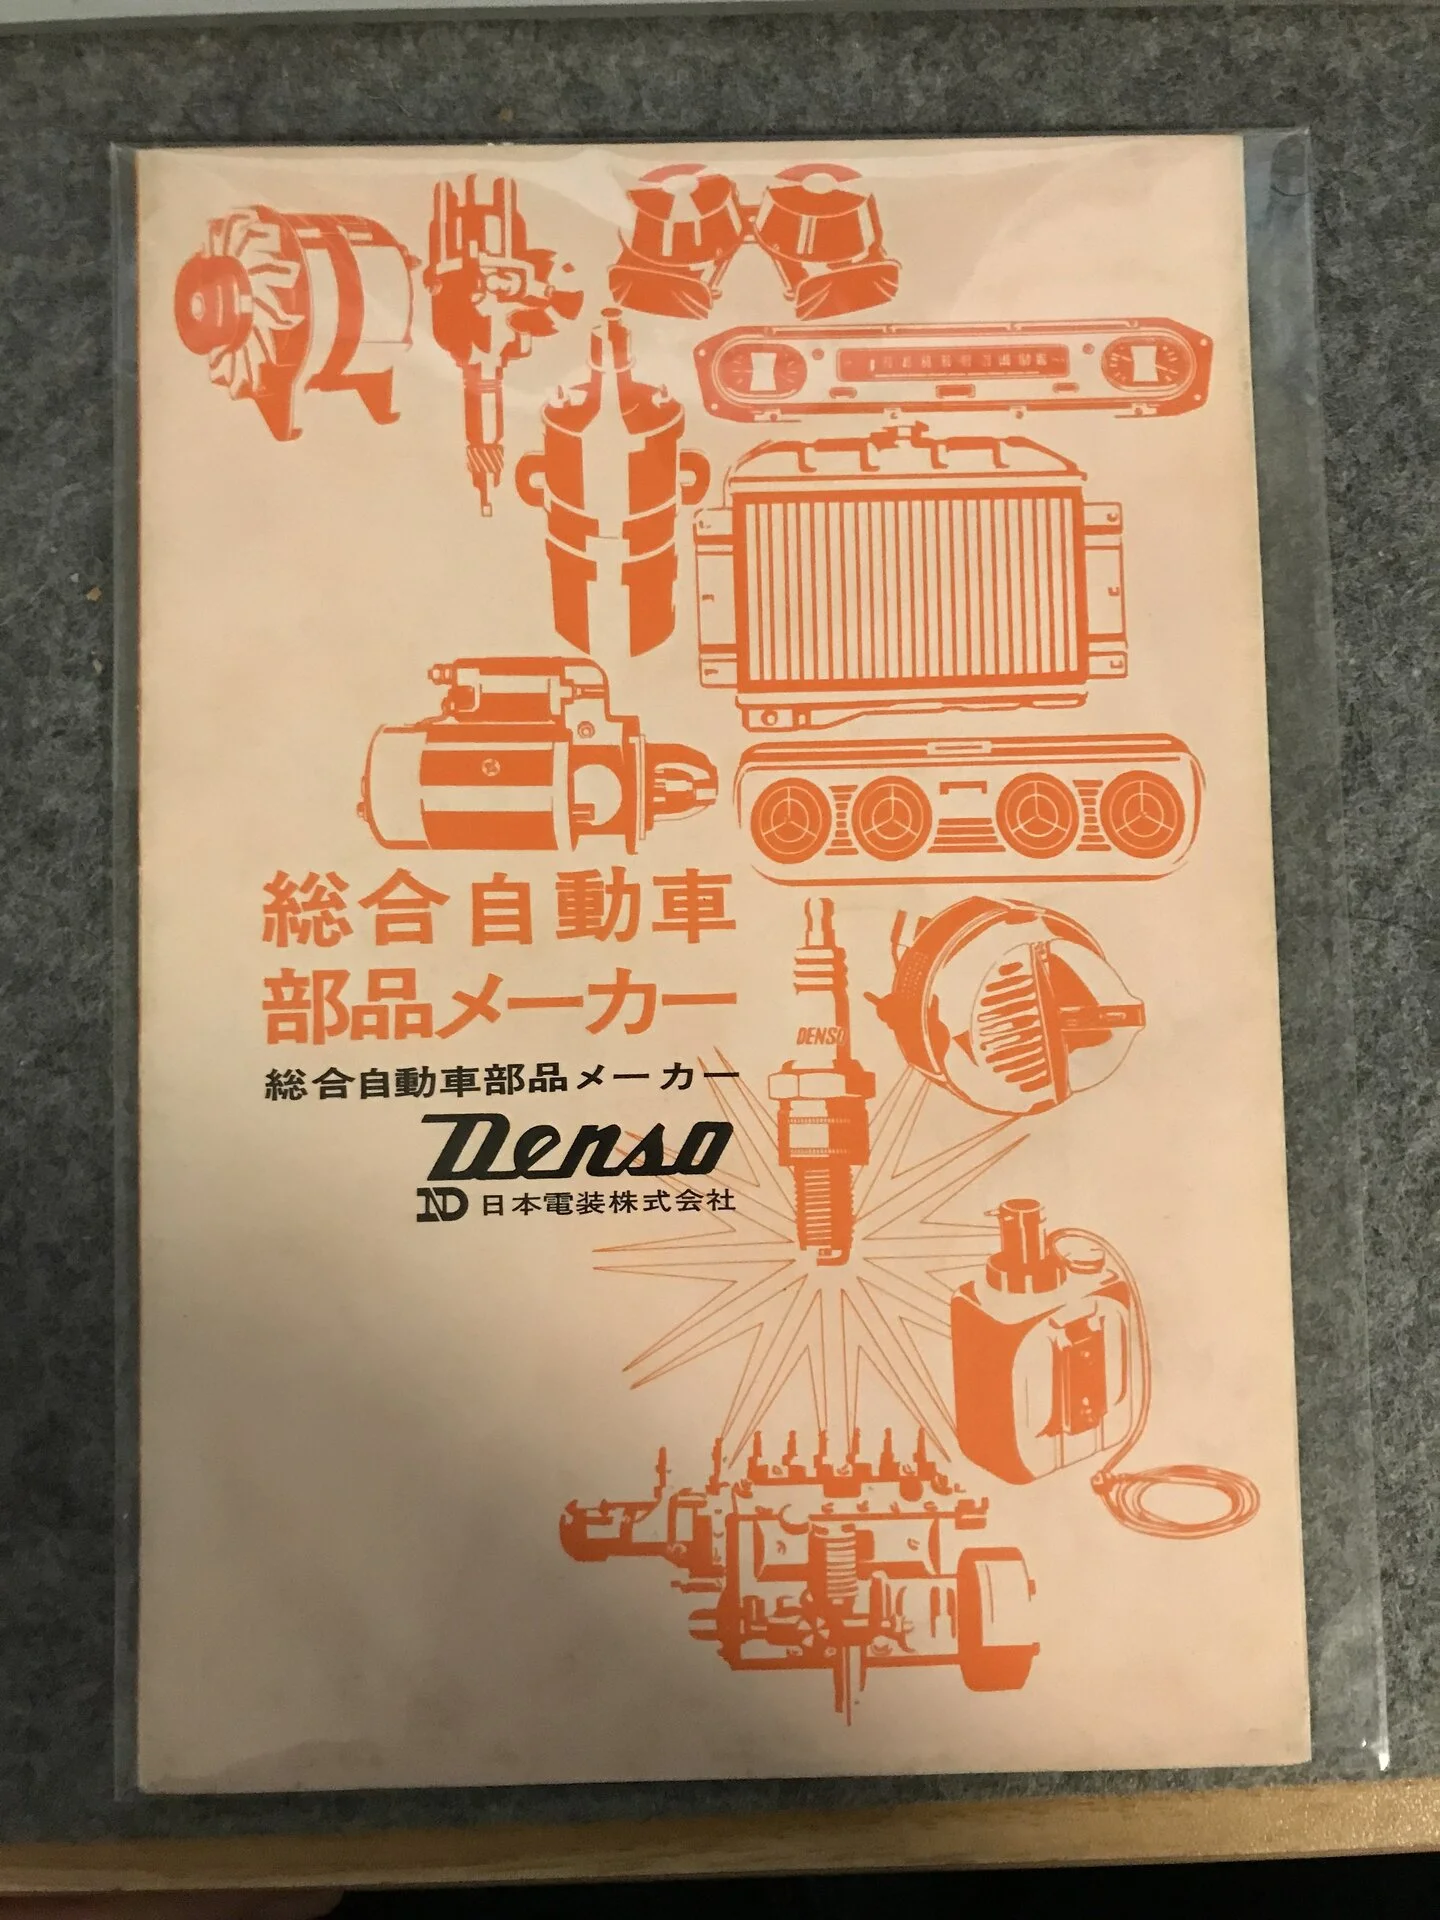 総合自動車
部品メーカー
総合自動車部品メーカー
Denso
ND 日本電装株式会社
DENSO